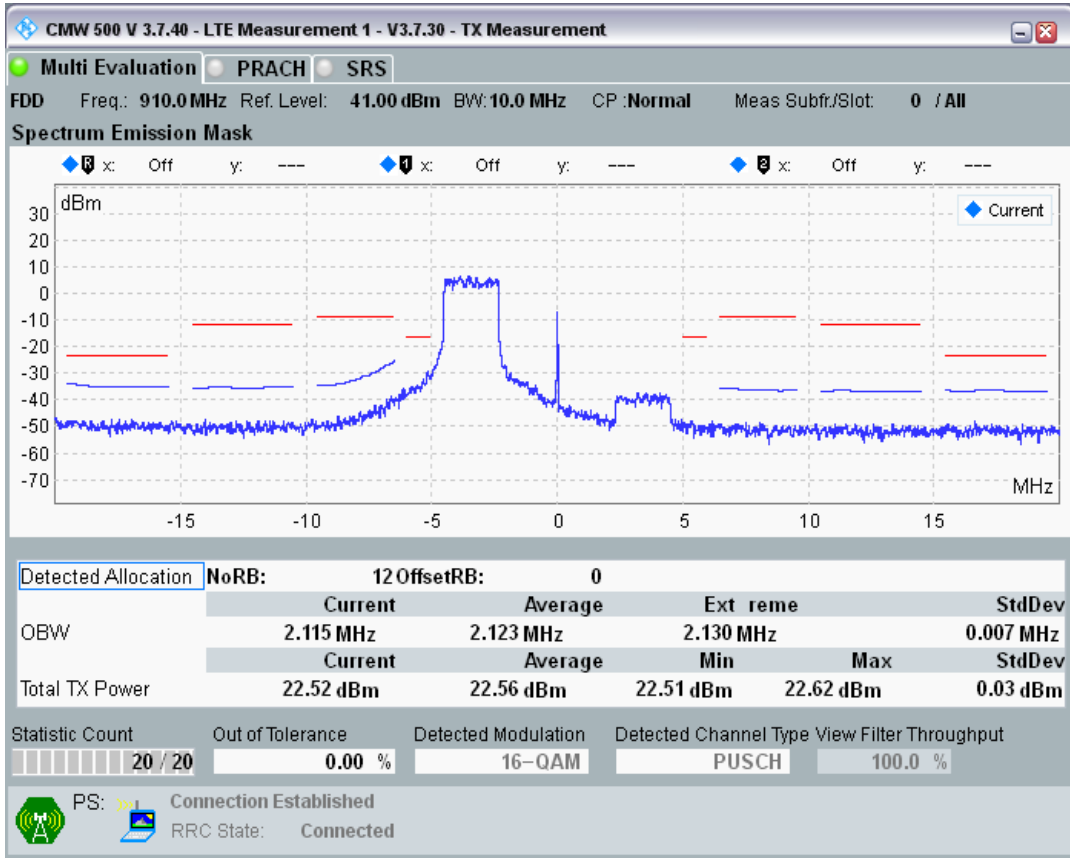 CMW 500 V 3.7.40 - LTE Measurement 1 - V3.7.30 - TX Measurement
Multi Evaluation PRACH SRS
FDD Freq.: 910.0 MHz Ref. Level: 41.00 dBm BW: 10.0 MHz CP :Normal Meas Subfr./Slot: 0 / All
Spectrum Emission Mask
R x: Off y: --- 1 x: Off y: --- 2 x: Off y: ---
dBm
Current
30
20
10
0
-10
-20
-30
-40
-50
-60
-70
MHz
-15 -10 -5 0 5 10 15
Detected Allocation NoRB: 12 OffsetRB: 0
Current Average Ext reme StdDev
OBW 2.115 MHz 2.123 MHz 2.130 MHz 0.007 MHz
Current Average Min Max StdDev
Total TX Power 22.52 dBm 22.56 dBm 22.51 dBm 22.62 dBm 0.03 dBm
Statistic Count Out of Tolerance Detected Modulation Detected Channel Type View Filter Throughput
20 / 20 0.00 % 16-QAM PUSCH 100.0 %
PS: Connection Established
RRC State: Connected